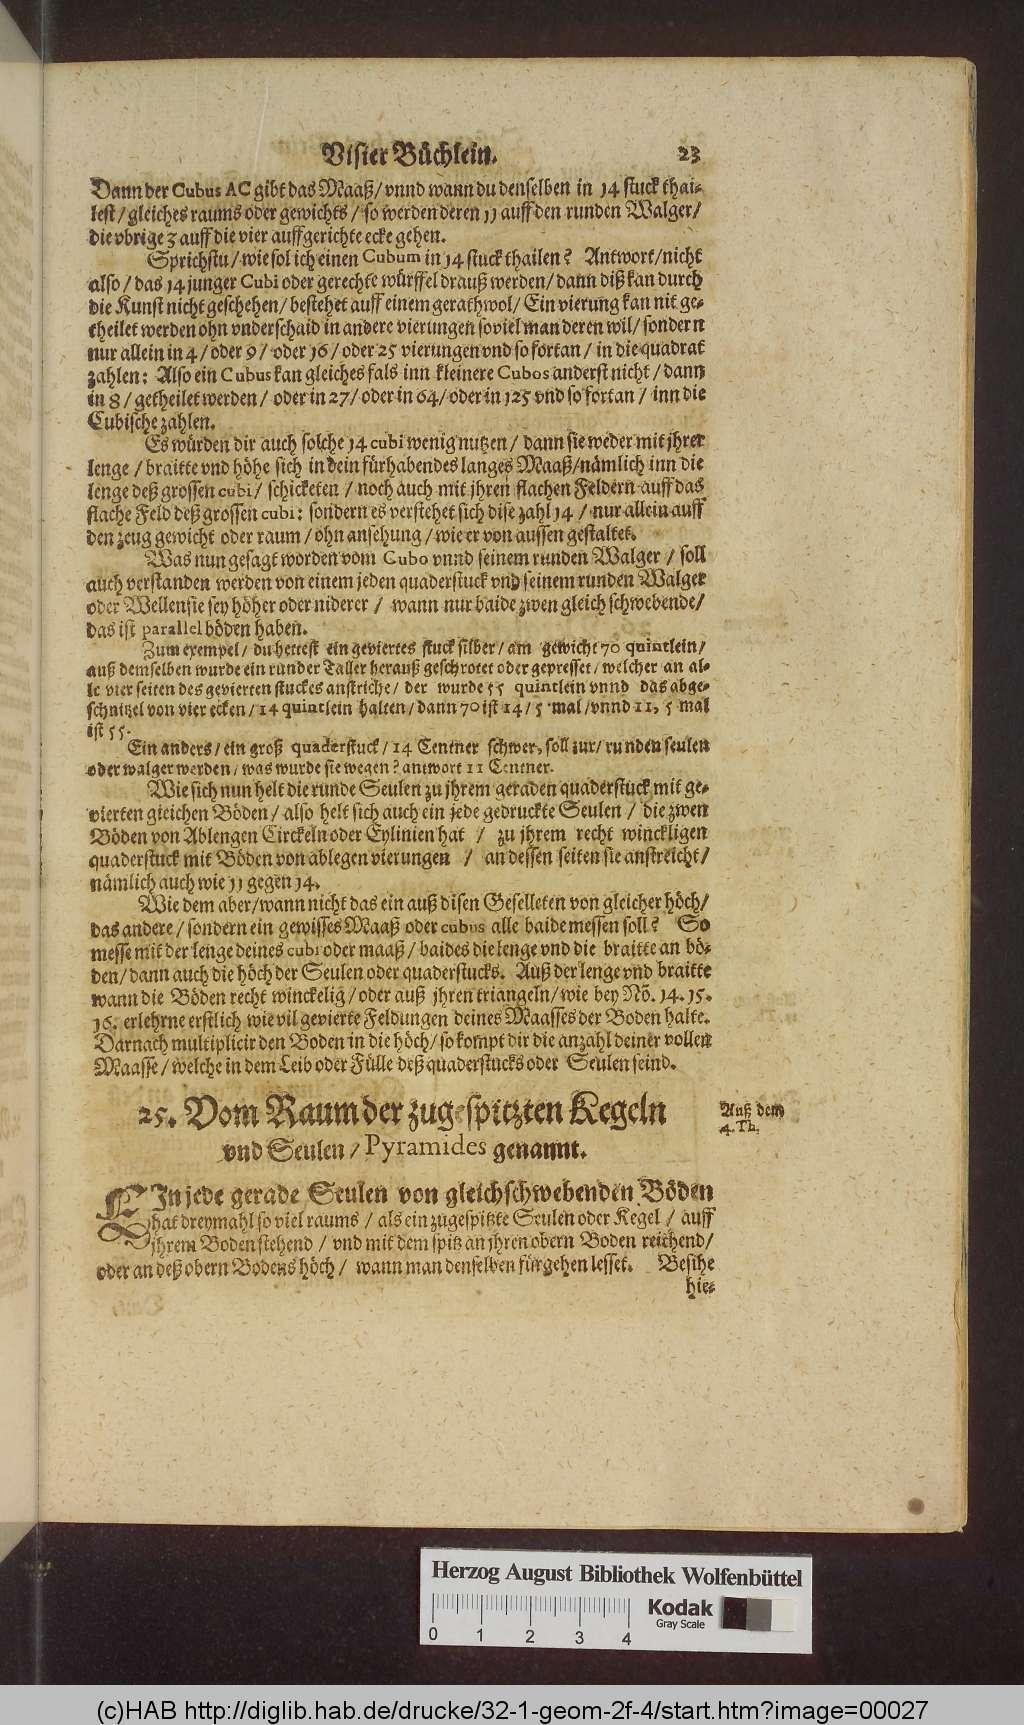 Visier Büchlein. 23
Dann der Cubus AC gibt das Maaß/ vnnd wann du denselben in 14 stuck thai-
lest/ gleiches raums oder gewichts/ so werden deren 11 auff den runden Walger/
die vbrige 3 auff die vier auffgerichte ecke gehen.
Sprichstu/ wie sol ich einen Cubum in 14 stuck thailen? Antwort/ nicht
also/ das 14 junger Cubi oder gerechte würffel drauß werden/ dann diß kan durch
die Kunst nicht geschehen/ bestehet auff einem gerathwol/ Ein vierung kan nit ge-
theilet werden ohn vnderschaid in andere vierungen soviel man deren wil/ sondern
nur allein in 4/ oder 9/ oder 16/ oder 25 vierungen vnd so fortan/ in die quadrat
zahlen: Also ein Cubus kan gleiches fals inn kleinere Cubos anderst nicht/ dann
in 8/ getheilet werden/ oder in 27/ oder in 64/ oder in 125 vnd so fortan/ inn die
Cubische zahlen.
Es würden dir auch solche 14 cubi wenig nutzen/ dann sie weder mit jhrer
lenge/ braitte vnd höhe sich in dein fürhabendes langes Maaß/ nämlich inn die
lenge deß grossen cubi/ schicketen/ noch auch mit jhren flachen Feldern auff das
flache Feld deß grossen cubi: sondern es verstehet sich dise zahl 14/ nur allein auff
den zeug gewicht oder raum/ ohn ansehung/ wie er von aussen gestaltet.
Was nun gesagt worden vom Cubo vnnd seinem runden Walger/ soll
auch verstanden werden von einem jeden quaderstuck vnd seinem runden Walger
oder Wellen sie sey höher oder niderer/ wann nur baide zwen gleich schwebende/
das ist parallel böden haben.
Zum exempel/ du hettest ein geviertes stuck silber/ am gewicht 70 quintlein/
auß demselben wurde ein runder Taller herauß geschrotet oder gepresset/ welcher an al-
le vier seiten des gevierten stuckes anstriche/ der wurde 55 quintlein vnnd das abge-
schnitzel von vier ecken/ 14 quintlein halten/ dann 70 ist 14/ 5 mal/ vnnd 11, 5 mal
ist 55.
Ein anders/ ein groß quaderstuck/ 14 Centner schwer, soll zur/ runden seulen
oder walger werden/ was wurde sie wegen? antwort 11 Centner.
Wie sich nun helt die runde Seulen zu jhrem geraden quaderstuck mit ge-
vierten gleichen Böden/ also helt sich auch ein jede gedruckte Seulen/ die zwen
Böden von Ablengen Circkeln oder Eylinien hat/ zu jhrem recht winckligen
quaderstuck mit Böden von ablegen vierungen/ an dessen seiten sie anstreicht/
nämlich auch wie 11 gegen 14.
Wie dem aber/ wann nicht das ein auß disen Geselleten von gleicher höch/
das andere/ sondern ein gewisses Maaß oder cubus alle baide messen soll? So
messe mit der lenge deines cubi oder maaß/ baides die lenge vnd die braitte an bö-
den/ dann auch die höch der Seulen oder quaderstucks. Auß der lenge vnd braitte
wann die Böden recht winckelig/ oder auß jhren triangeln/ wie bey No. 14. 15.
16. erlehrne erstlich wie vil gevierte Feldungen deines Maasses der Boden halte.
Darnach multiplicir den Boden in die höch/ so kompt dir die anzahl deiner vollen
Maasse/ welche in dem Leib oder Fülle deß quaderstucks oder Seulen seind.
25. Vom Raum der zugespitzten Kegeln
vnd Seulen/ Pyramides genannt.
Auß dem
4. Th.
EIn jede gerade Seulen von gleichschwebenden Böden
hat dreymahl so viel raums/ als ein zugespitzte Seulen oder Kegel/ auff
jhrem Boden stehend/ vnd mit dem spitz an jhren obern Boden reichend/
oder an deß obern Bodens höch/ wann man denselben fürgehen lesset. Besihe
hie-
Herzog August Bibliothek Wolfenbüttel
0 1 2 3 4
Kodak
Gray Scale
(c)HAB http://diglib.hab.de/drucke/32-1-geom-2f-4/start.htm?image=00027